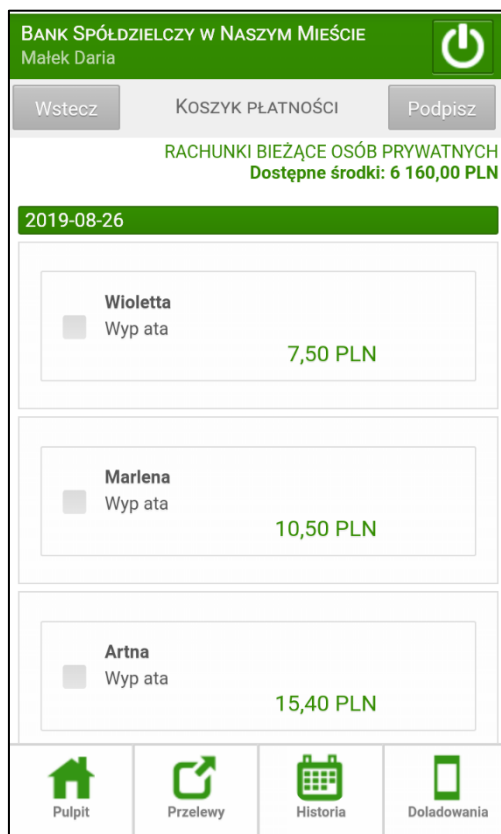 Bank Spółdzielczy w Naszym Mieście
Małek Daria
Wstecz
Koszyk płatności
Podpisz
RACHUNKI BIEŻĄCE OSÓB PRYWATNYCH
Dostępne środki: 6 160,00 PLN
2019-08-26
Wioletta
Wyp ata
7,50 PLN
Marlena
Wyp ata
10,50 PLN
Artna
Wyp ata
15,40 PLN
Pulpit
Przelewy
Historia
Doladowania